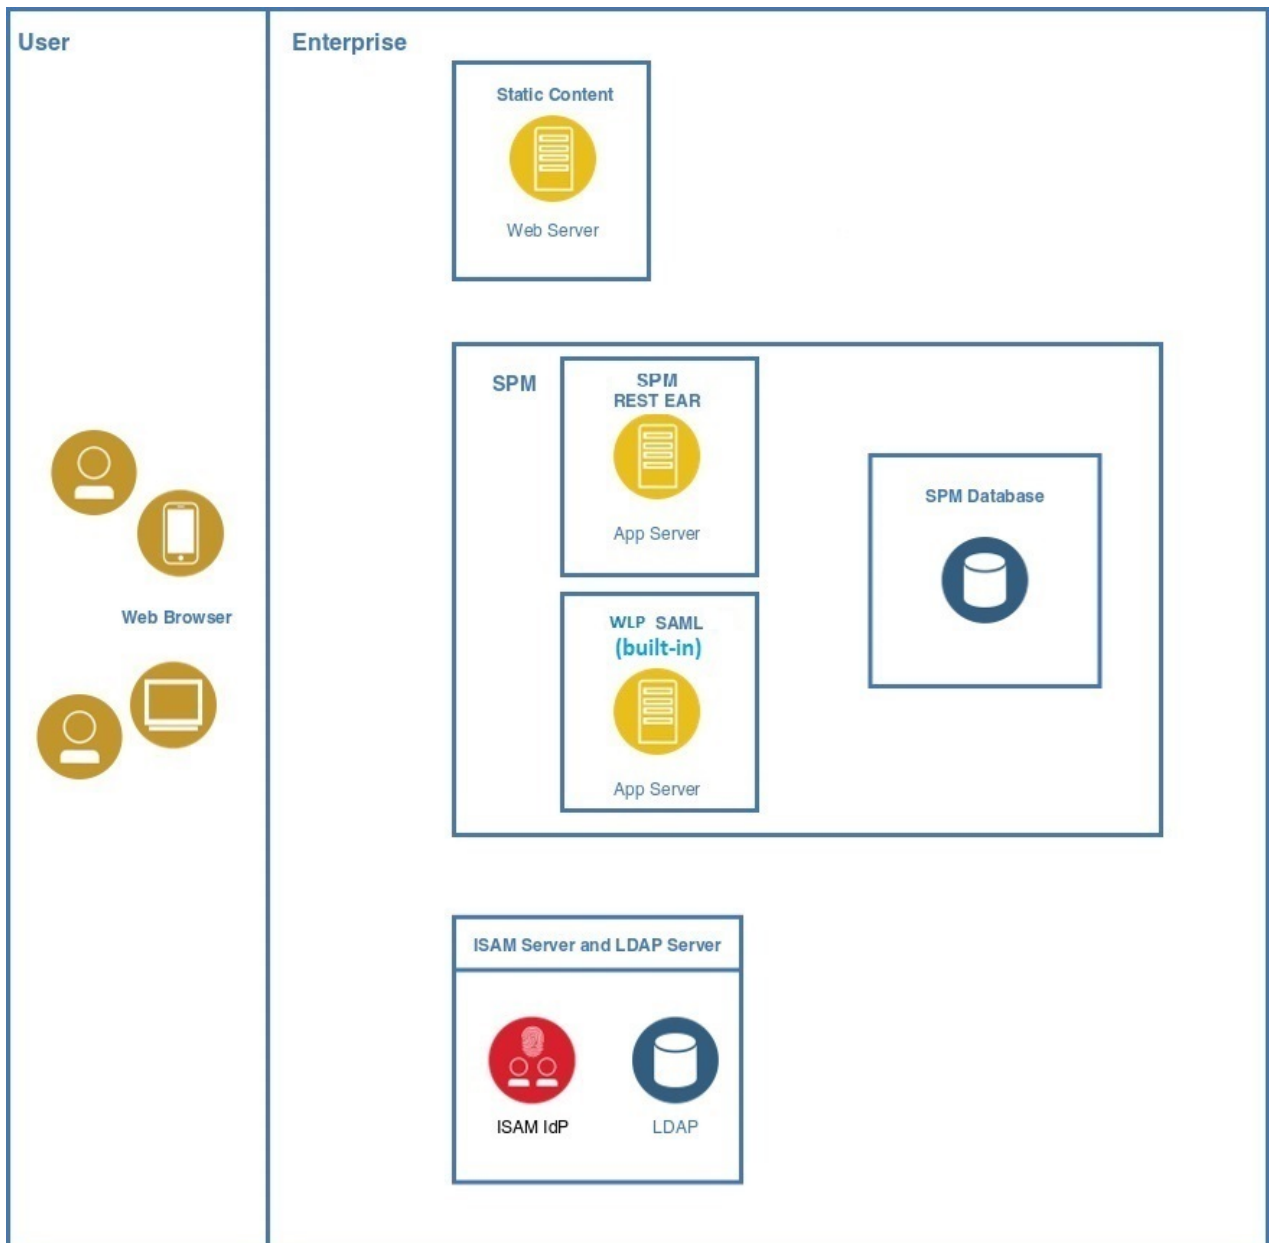 User
Enterprise
Static Content
Web Server
SPM
SPM
REST EAR
App Server
SPM Database
Web Browser
WLP SAML
(built-in)
App Server
ISAM Server and LDAP Server
ISAM IdP
LDAP